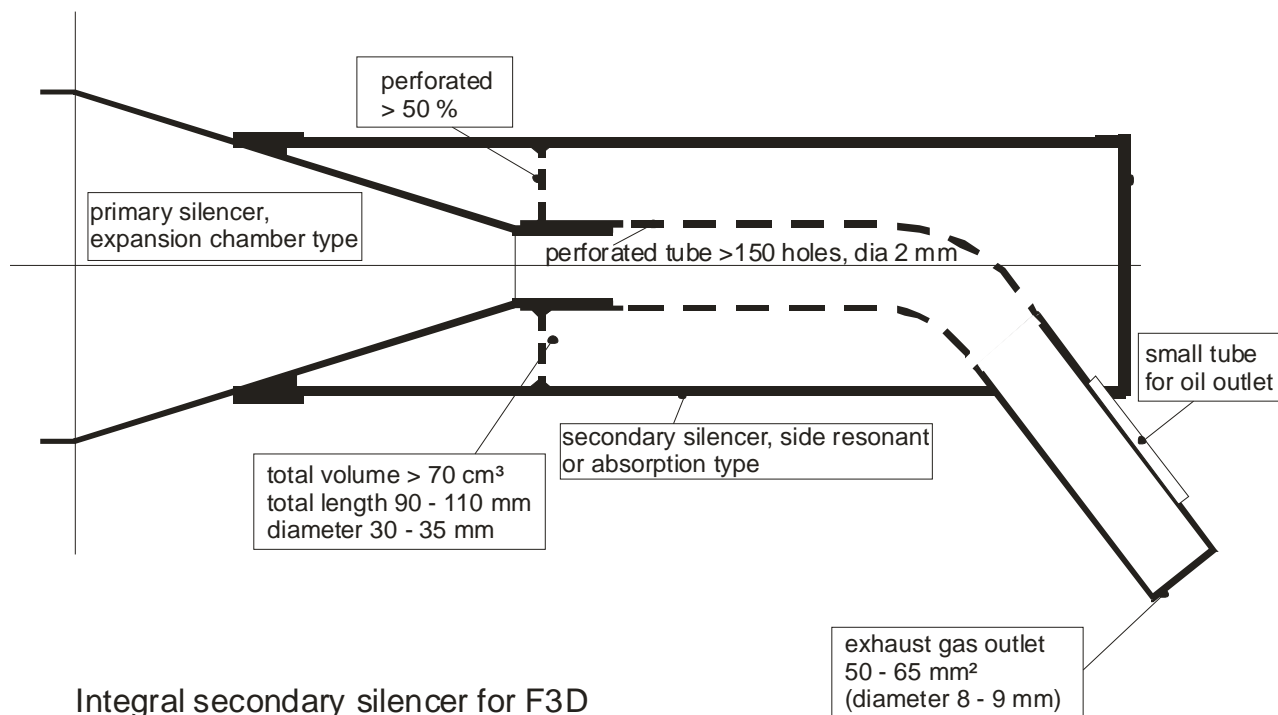 perforated
> 50 %
primary silencer,
expansion chamber type
perforated tube >150 holes, dia 2 mm
small tube
for oil outlet
secondary silencer, side resonant
or absorption type
total volume > 70 cm³
total length 90 - 110 mm
diameter 30 - 35 mm
exhaust gas outlet
50 - 65 mm²
(diameter 8 - 9 mm)
Integral secondary silencer for F3D